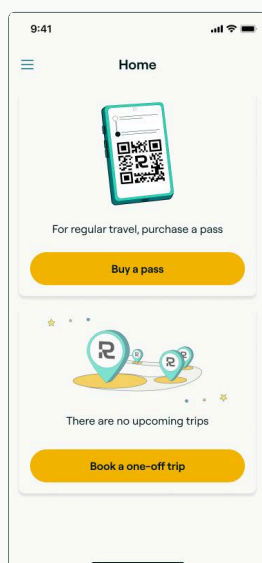 9:41
Home
R
For regular travel, purchase a pass
Buy a pass
R
R
R
There are no upcoming trips
Book a one-off trip